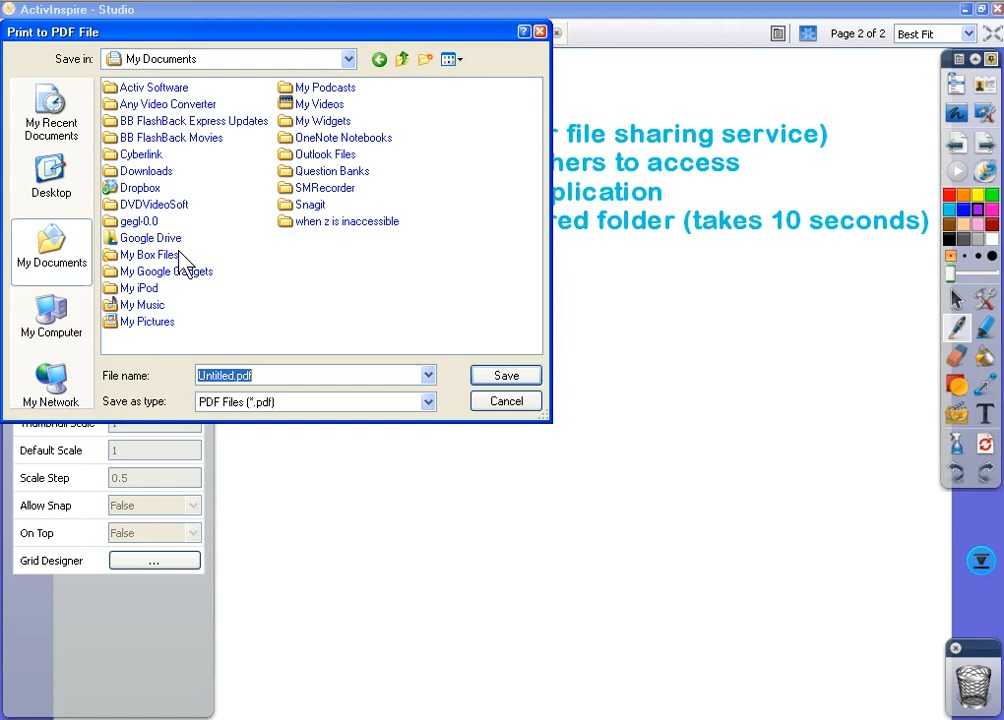 ActivInspire - Studio
Print to PDF File
Save in:
My Documents
Page 2 of 2
Best Fit
My Recent
Documents
Desktop
My Documents
My Computer
My Network
Activ Software
Any Video Converter
BB FlashBack Express Updates
BB FlashBack Movies
Cyberlink
Downloads
Dropbox
DVDVideoSoft
gegl-0.0
Google Drive
My Box Files
My Google Gadgets
My iPod
My Music
My Pictures
My Podcasts
My Videos
My Widgets
OneNote Notebooks
Outlook Files
Question Banks
SMRecorder
Snagit
when z is inaccessible
File name:
Untitled.pdf
Save
Save as type:
PDF Files (*.pdf)
Cancel
r file sharing service)
ners to access
plication
red folder (takes 10 seconds)
Thumbnail Scale
1
Default Scale
1
Scale Step
0.5
Allow Snap
False
On Top
False
Grid Designer
...
T